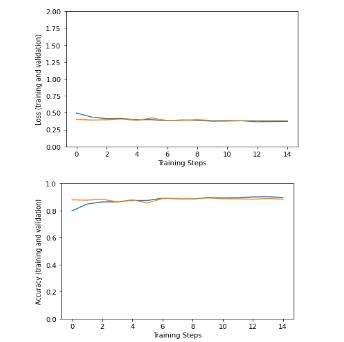 2.00
1.75
1.50
1.25
1.00
0.75
0.50
0.25
0.00
Loss (training and validation)
0 2 4 6 8 10 12 14
Training Steps
1.0
0.8
0.6
0.4
0.2
0.0
Accuracy (training and validation)
0 2 4 6 8 10 12 14
Training Steps